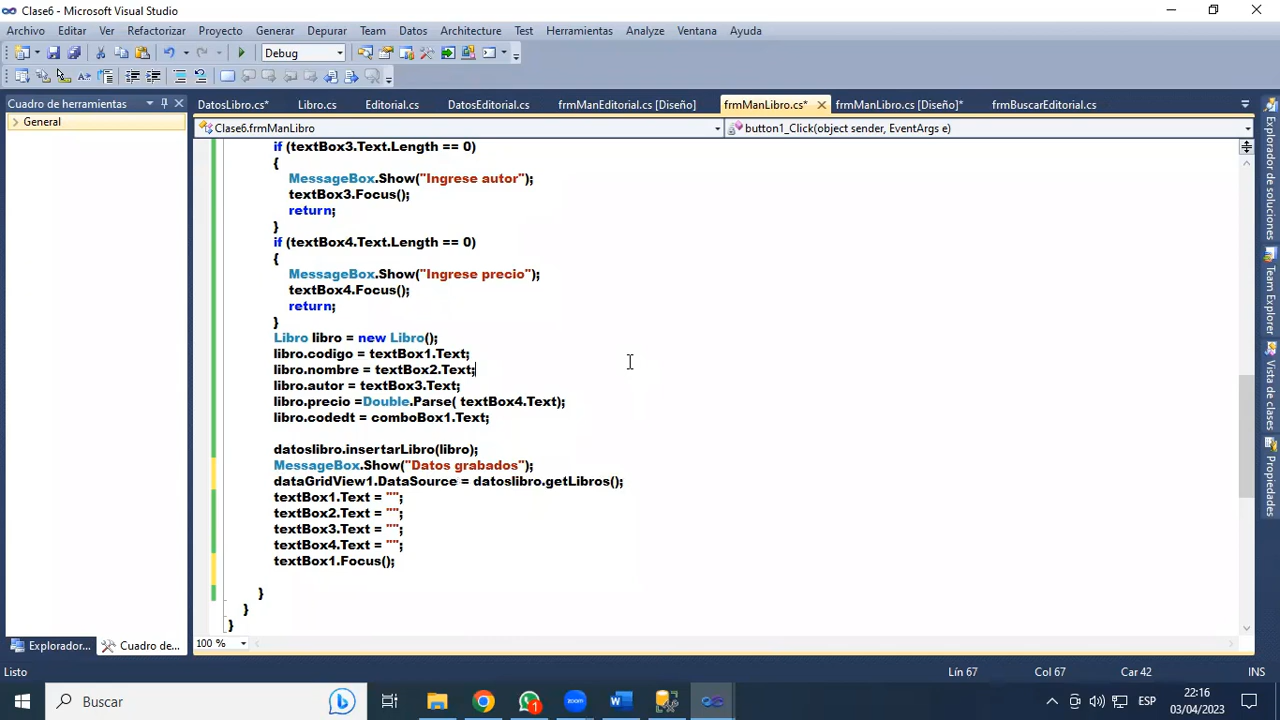 Clase6 - Microsoft Visual Studio
Archivo Editar Ver Refactorizar Proyecto Generar Depurar Team Datos Architecture Test Herramientas Analyze Ventana Ayuda
Debug
Cuadro de herramientas
DatosLibro.cs* Libro.cs Editorial.cs DatosEditorial.cs frmManEditorial.cs [Diseño] frmManLibro.cs* frmManLibro.cs [Diseño]* frmBuscarEditorial.cs
General
Clase6.frmManLibro
button1_Click(object sender, EventArgs e)
if (textBox3.Text.Length == 0)
{
MessageBox.Show("Ingrese autor");
textBox3.Focus();
return;
}
if (textBox4.Text.Length == 0)
{
MessageBox.Show("Ingrese precio");
textBox4.Focus();
return;
}
Libro libro = new Libro();
libro.codigo = textBox1.Text;
libro.nombre = textBox2.Text;
libro.autor = textBox3.Text;
libro.precio =Double.Parse( textBox4.Text);
libro.codedt = comboBox1.Text;
datoslibro.insertarLibro(libro);
MessageBox.Show("Datos grabados");
dataGridView1.DataSource = datoslibro.getLibros();
textBox1.Text = "";
textBox2.Text = "";
textBox3.Text = "";
textBox4.Text = "";
textBox1.Focus();
}
}
}
100 %
Explorador de soluciones
Team Explorer
Vista de clases
Propiedades
Explorador... Cuadro de...
Listo
Lín 67 Col 67 Car 42 INS
Buscar
1
zoom
ESP
22:16
03/04/2023